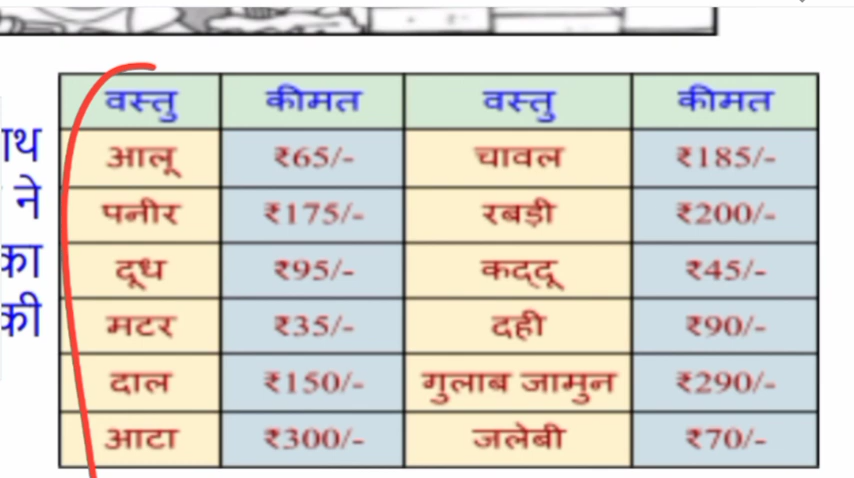 वस्तु कीमत वस्तु कीमत
आलू ₹65/- चावल ₹185/-
पनीर ₹175/- रबड़ी ₹200/-
दूध ₹95/- कद्दू ₹45/-
मटर ₹35/- दही ₹90/-
दाल ₹150/- गुलाब जामुन ₹290/-
आटा ₹300/- जलेबी ₹70/-
ने
का
की